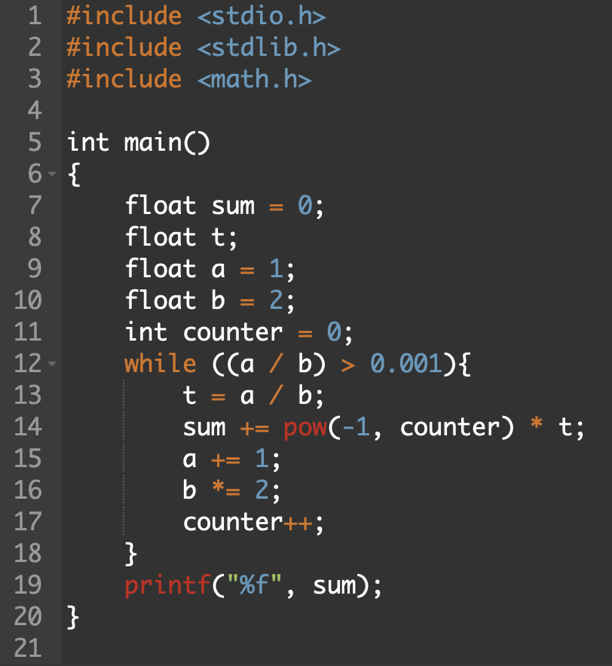 1 #include <stdio.h>
2 #include <stdlib.h>
3 #include <math.h>
4
5 int main()
6 {
7     float sum = 0;
8     float t;
9     float a = 1;
10     float b = 2;
11     int counter = 0;
12     while ((a / b) > 0.001){
13         t = a / b;
14         sum += pow(-1, counter) * t;
15         a += 1;
16         b *= 2;
17         counter++;
18     }
19     printf("%f", sum);
20 }
21